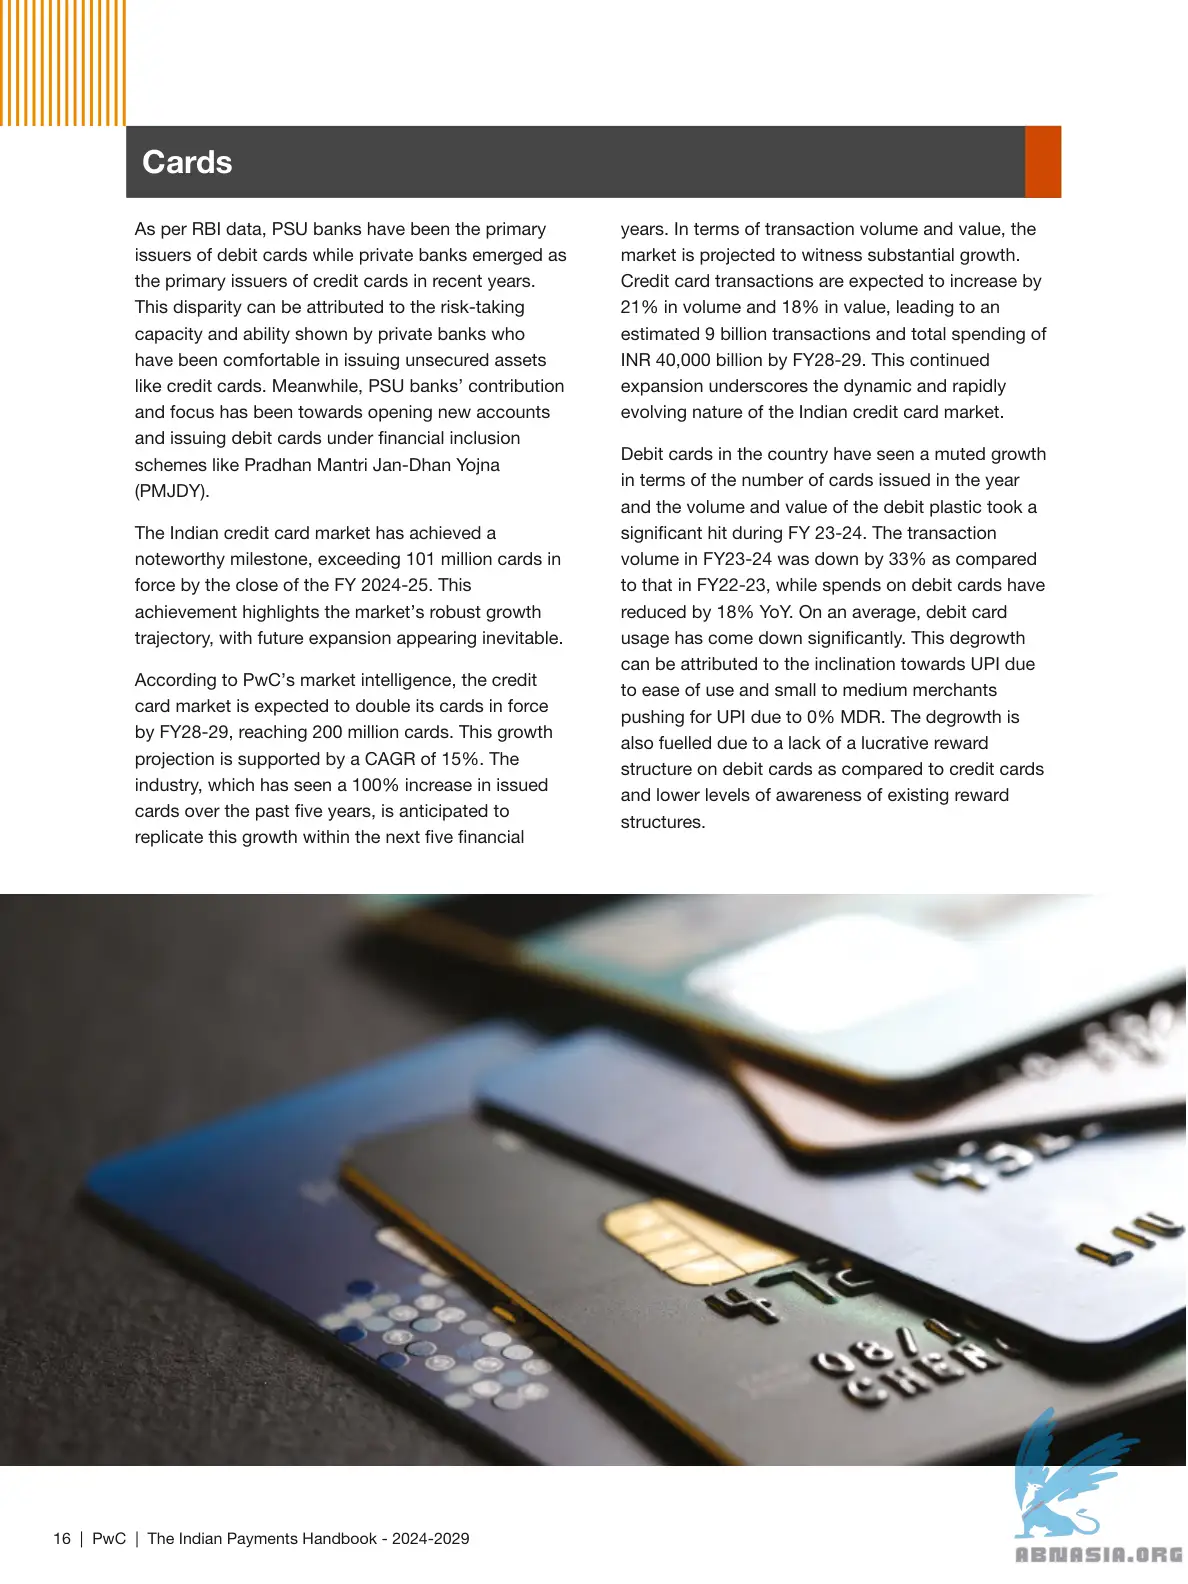 Cards
As per RBI data, PSU banks have been the primary
issuers of debit cards while private banks emerged as
the primary issuers of credit cards in recent years.
This disparity can be attributed to the risk-taking
capacity and ability shown by private banks who
have been comfortable in issuing unsecured assets
like credit cards. Meanwhile, PSU banks’ contribution
and focus has been towards opening new accounts
and issuing debit cards under financial inclusion
schemes like Pradhan Mantri Jan-Dhan Yojna
(PMJDY).
The Indian credit card market has achieved a
noteworthy milestone, exceeding 101 million cards in
force by the close of the FY 2024-25. This
achievement highlights the market’s robust growth
trajectory, with future expansion appearing inevitable.
According to PwC’s market intelligence, the credit
card market is expected to double its cards in force
by FY28-29, reaching 200 million cards. This growth
projection is supported by a CAGR of 15%. The
industry, which has seen a 100% increase in issued
cards over the past five years, is anticipated to
replicate this growth within the next five financial
years. In terms of transaction volume and value, the
market is projected to witness substantial growth.
Credit card transactions are expected to increase by
21% in volume and 18% in value, leading to an
estimated 9 billion transactions and total spending of
INR 40,000 billion by FY28-29. This continued
expansion underscores the dynamic and rapidly
evolving nature of the Indian credit card market.
Debit cards in the country have seen a muted growth
in terms of the number of cards issued in the year
and the volume and value of the debit plastic took a
significant hit during FY 23-24. The transaction
volume in FY23-24 was down by 33% as compared
to that in FY22-23, while spends on debit cards have
reduced by 18% YoY. On an average, debit card
usage has come down significantly. This degrowth
can be attributed to the inclination towards UPI due
to ease of use and small to medium merchants
pushing for UPI due to 0% MDR. The degrowth is
also fuelled due to a lack of a lucrative reward
structure on debit cards as compared to credit cards
and lower levels of awareness of existing reward
structures.
LIU
08/
CHEN
16 | PwC | The Indian Payments Handbook - 2024-2029
ABNASIA.ORG